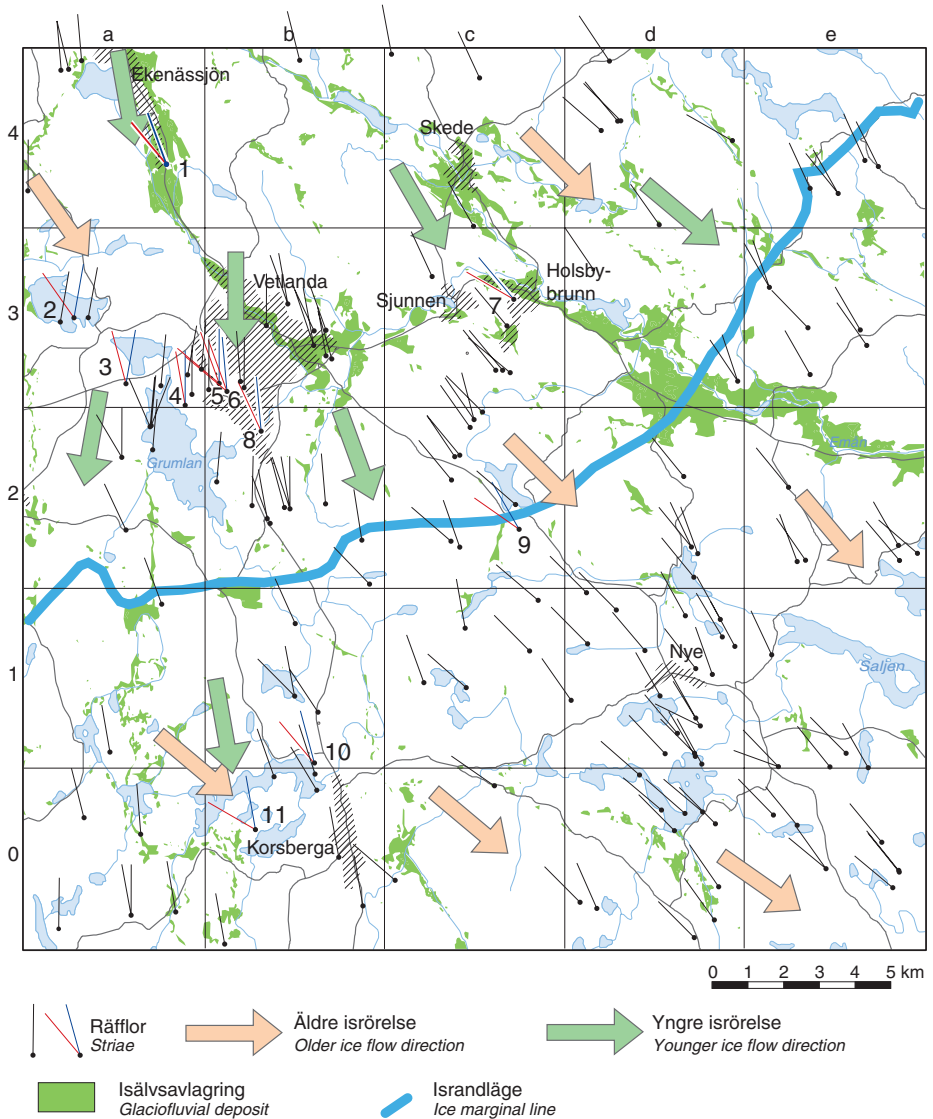 a b c d e
Ekenässjön
4
Skede
1
Vetlanda
Holsby-
brunn
Sjunnen
2
3
7
3
4
5
6
8
Emån
Grumlan
2
9
1
Nye
Saljen
10
11
Korsberga
0
0 1 2 3 4 5 km
Räfflor
Striae
Äldre isrörelse
Older ice flow direction
Yngre isrörelse
Younger ice flow direction
Isälvsavlagring
Glaciofluvial deposit
Israndläge
Ice marginal line